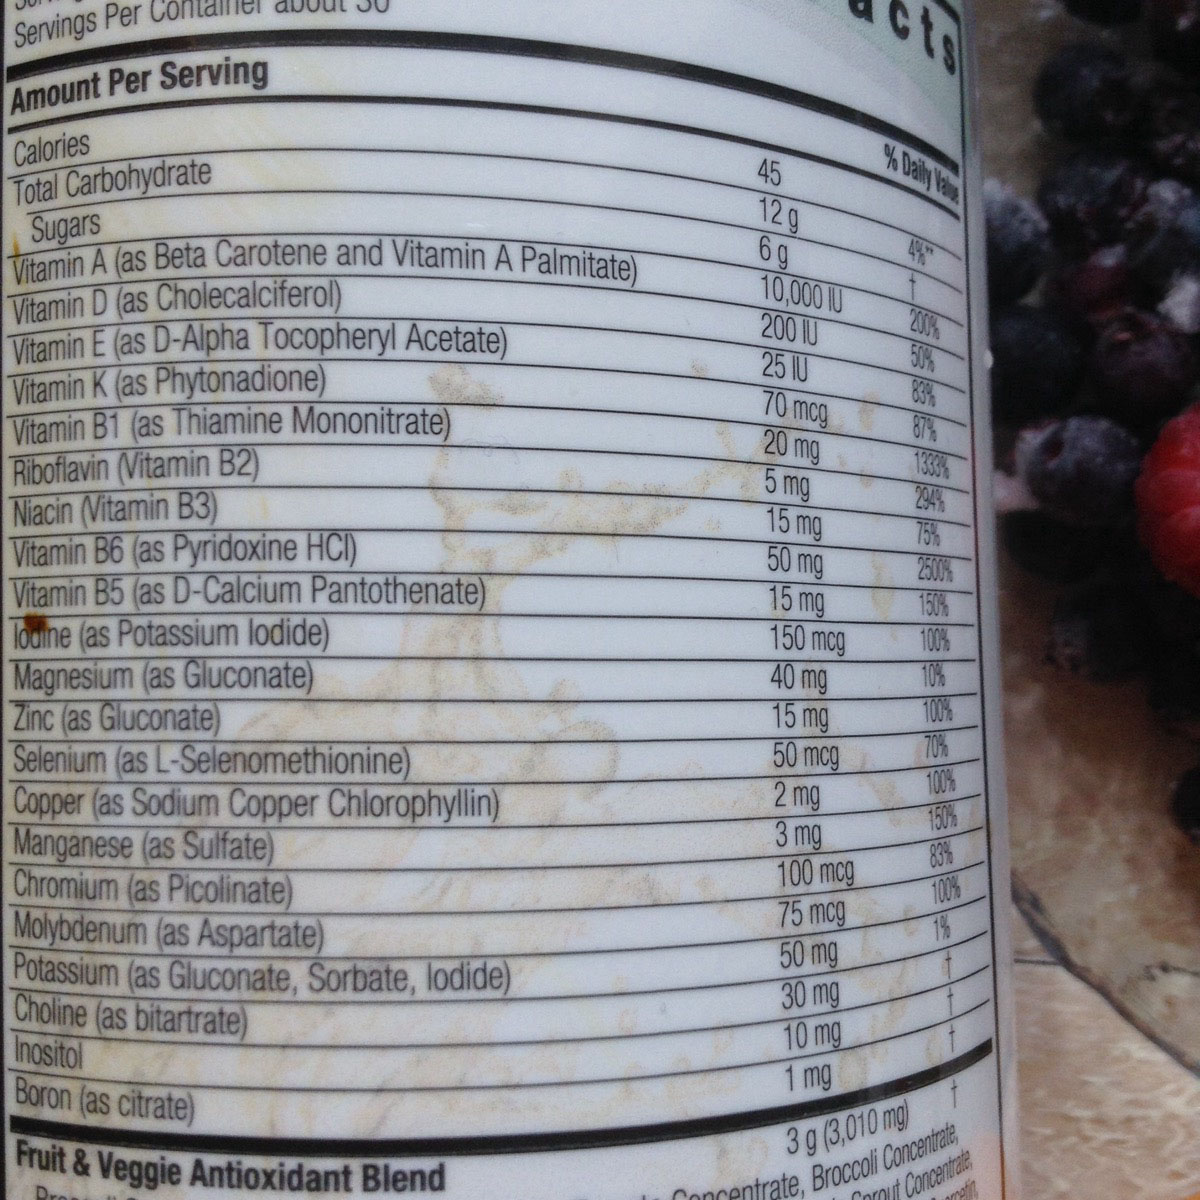 acts
Servings Per Container about 30
Amount Per Serving
% Daily Value
Calories 45
Total Carbohydrate 12 g 4%**
Sugars 6 g †
Vitamin A (as Beta Carotene and Vitamin A Palmitate) 10,000 IU 200%
Vitamin D (as Cholecalciferol) 200 IU 50%
Vitamin E (as D-Alpha Tocopheryl Acetate) 25 IU 83%
Vitamin K (as Phytonadione) 70 mcg 87%
Vitamin B1 (as Thiamine Mononitrate) 20 mg 1333%
Riboflavin (Vitamin B2) 5 mg 294%
Niacin (Vitamin B3) 15 mg 75%
Vitamin B6 (as Pyridoxine HCl) 50 mg 2500%
Vitamin B5 (as D-Calcium Pantothenate) 15 mg 150%
Iodine (as Potassium Iodide) 150 mcg 100%
Magnesium (as Gluconate) 40 mg 10%
Zinc (as Gluconate) 15 mg 100%
Selenium (as L-Selenomethionine) 50 mcg 70%
Copper (as Sodium Copper Chlorophyllin) 2 mg 100%
Manganese (as Sulfate) 3 mg 150%
Chromium (as Picolinate) 100 mcg 83%
Molybdenum (as Aspartate) 75 mcg 100%
Potassium (as Gluconate, Sorbate, Iodide) 50 mg 1%
Choline (as bitartrate) 30 mg †
Inositol 10 mg †
Boron (as citrate) 1 mg †
Fruit & Veggie Antioxidant Blend 3 g (3,010 mg) †
Concentrate, Broccoli Concentrate,
Sprout Concentrate,